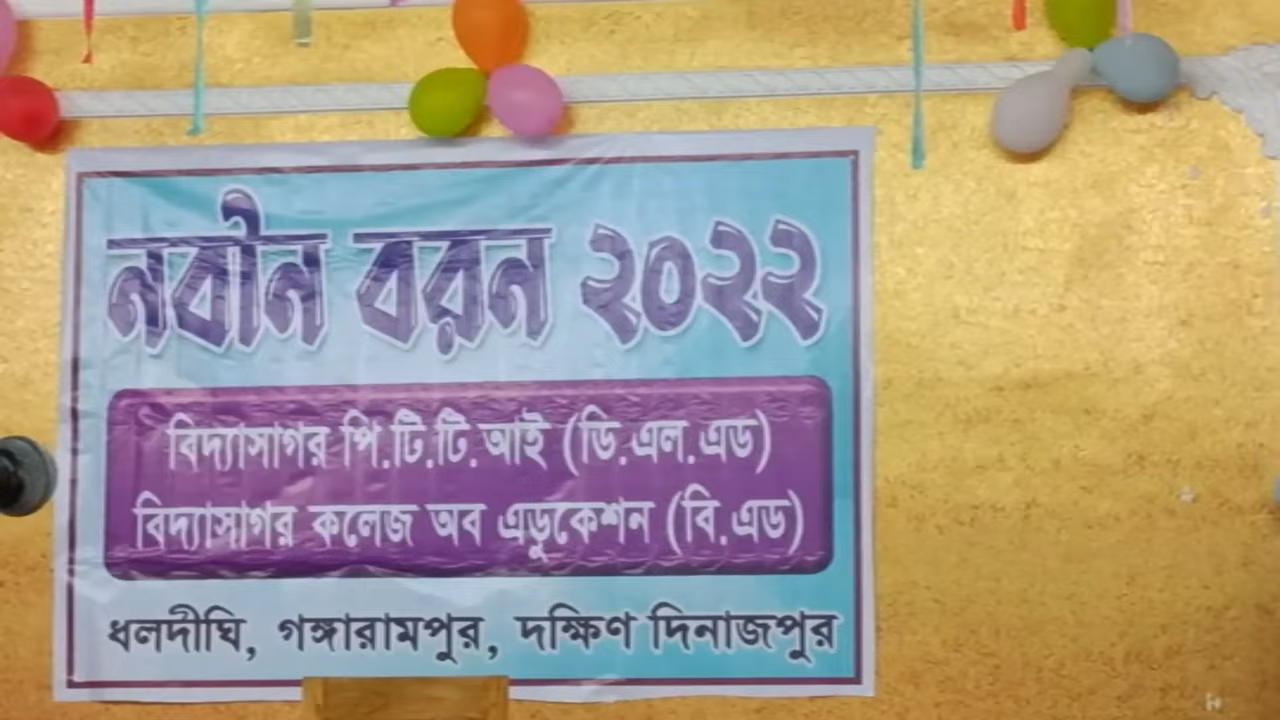 নবীন বরন ২০২২
বিদ্যাসাগর পি.টি.টি.আই (ডি.এল.এড)
বিদ্যাসাগর কলেজ অব এডুকেশন (বি.এড)
ধলদীঘি, গঙ্গারামপুর, দক্ষিণ দিনাজপুর